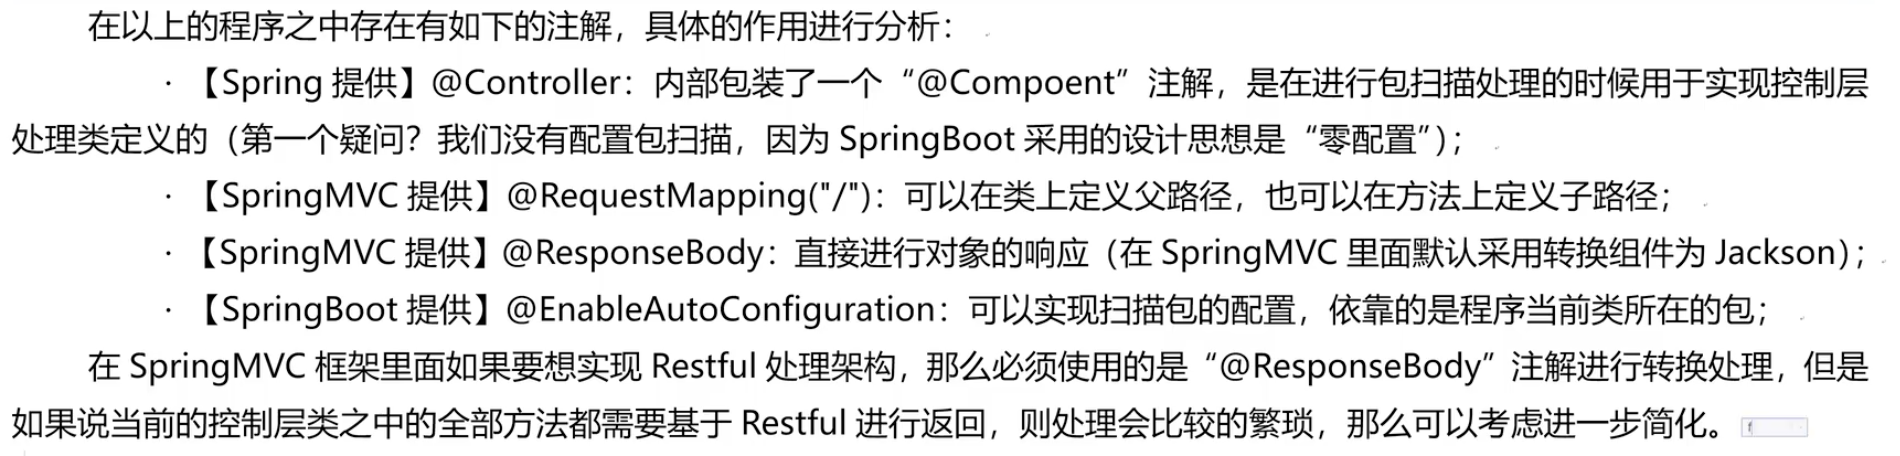 在以上的程序之中存在有如下的注解，具体的作用进行分析：
· 【Spring 提供】@Controller：内部包装了一个“@Compoent”注解，是在进行包扫描处理的时候用于实现控制层
处理类定义的（第一个疑问？我们没有配置包扫描，因为 SpringBoot 采用的设计思想是“零配置”）；
· 【SpringMVC 提供】@RequestMapping("/")：可以在类上定义父路径，也可以在方法上定义子路径；
· 【SpringMVC 提供】@ResponseBody：直接进行对象的响应（在 SpringMVC 里面默认采用转换组件为 Jackson）；
· 【SpringBoot 提供】@EnableAutoConfiguration：可以实现扫描包的配置，依靠的是程序当前类所在的包；
在 SpringMVC 框架里面如果要想实现 Restful 处理架构，那么必须使用的是“@ResponseBody”注解进行转换处理，但是
如果说当前的控制层类之中的全部方法都需要基于 Restful 进行返回，则处理会比较的繁琐，那么可以考虑进一步简化。